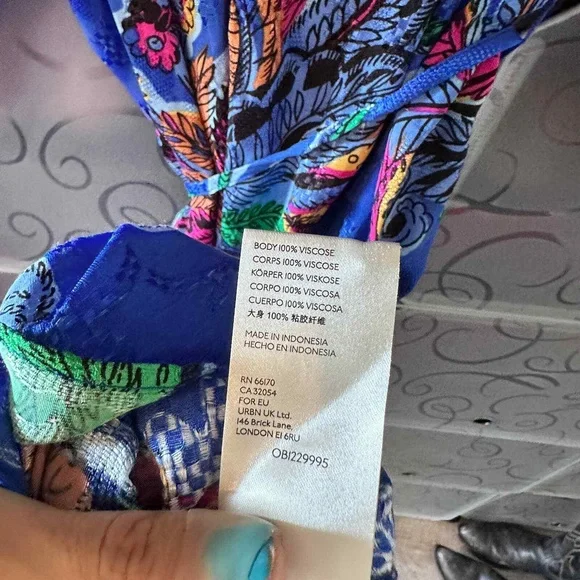 BODY 100% VISCOSE
CORPS 100% VISCOSE
KÖRPER 100% VISKOSE
CORPO 100% VISCOSA
CUERPO 100% VISCOSA
大身 100% 粘胶纤维
MADE IN INDONESIA
HECHO EN INDONESIA
RN 66170
CA 32054
FOR EU
URBN UK Ltd.
146 Brick Lane,
LONDON E1 6RU
OBI229995